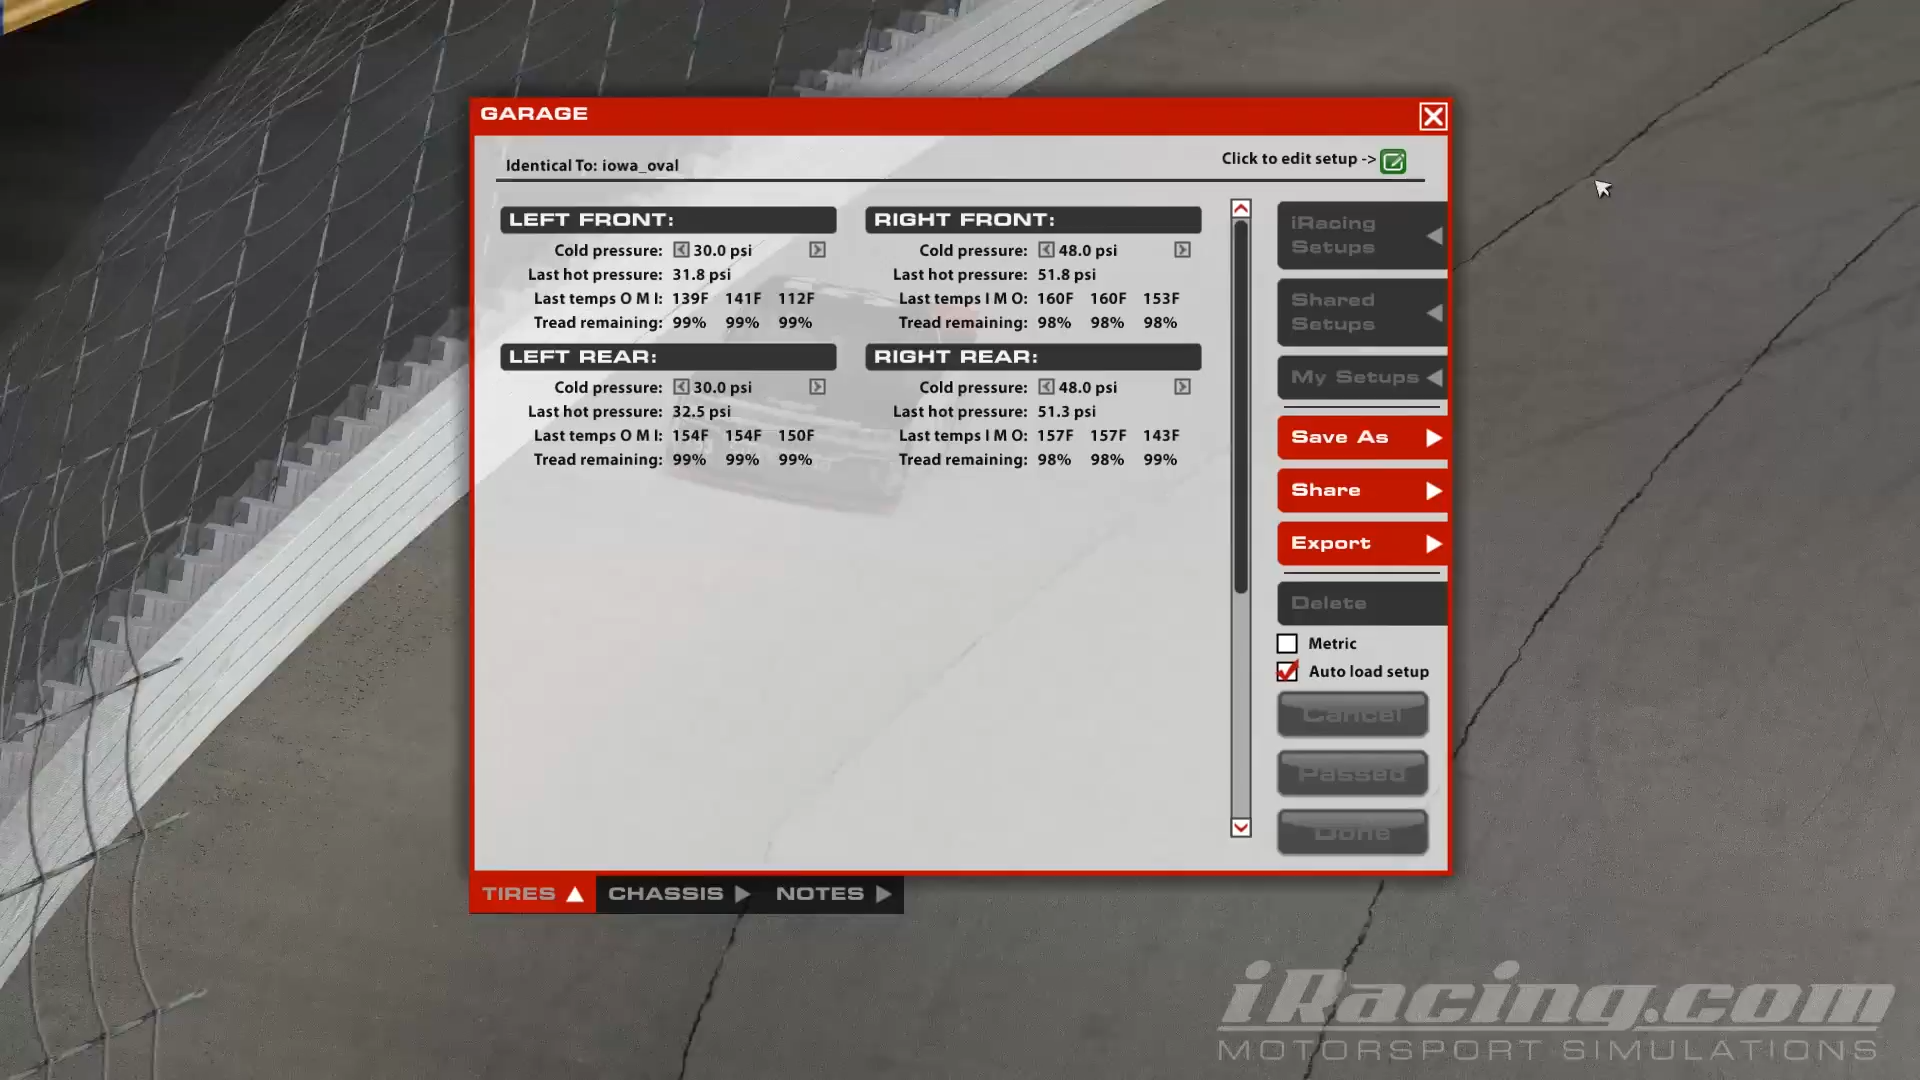 GARAGE
Identical To: iowa_oval
Click to edit setup ->
LEFT FRONT:
Cold pressure: 30.0 psi
Last hot pressure: 31.8 psi
Last temps O M I: 139F 141F 112F
Tread remaining: 99% 99% 99%
RIGHT FRONT:
Cold pressure: 48.0 psi
Last hot pressure: 51.8 psi
Last temps I M O: 160F 160F 153F
Tread remaining: 98% 98% 98%
LEFT REAR:
Cold pressure: 30.0 psi
Last hot pressure: 32.5 psi
Last temps O M I: 154F 154F 150F
Tread remaining: 99% 99% 99%
RIGHT REAR:
Cold pressure: 48.0 psi
Last hot pressure: 51.3 psi
Last temps I M O: 157F 157F 143F
Tread remaining: 98% 98% 99%
iRacing
Setups
Shared
Setups
My Setups
Save As
Share
Export
Delete
Metric
Auto load setup
Cancel
Passed
Done
TIRES
CHASSIS
NOTES
iRacing.com
MOTORSPORT SIMULATIONS